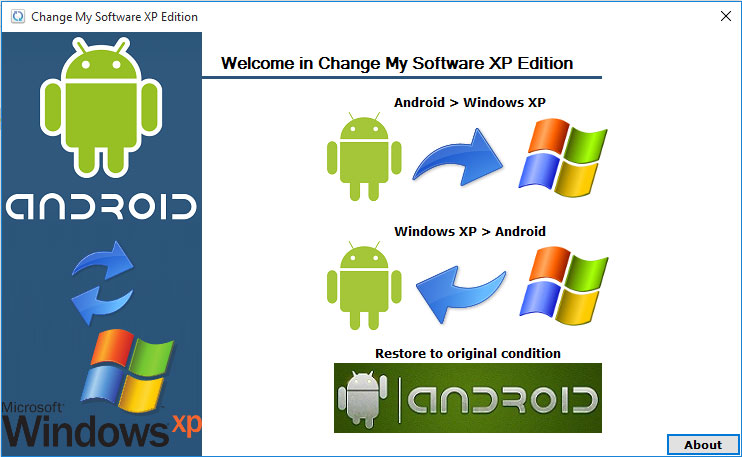 Change My Software XP Edition
ANDROID
Microsoft
Windows xp
Welcome in Change My Software XP Edition
Android > Windows XP
Windows XP > Android
Restore to original condition
ANDROID
About